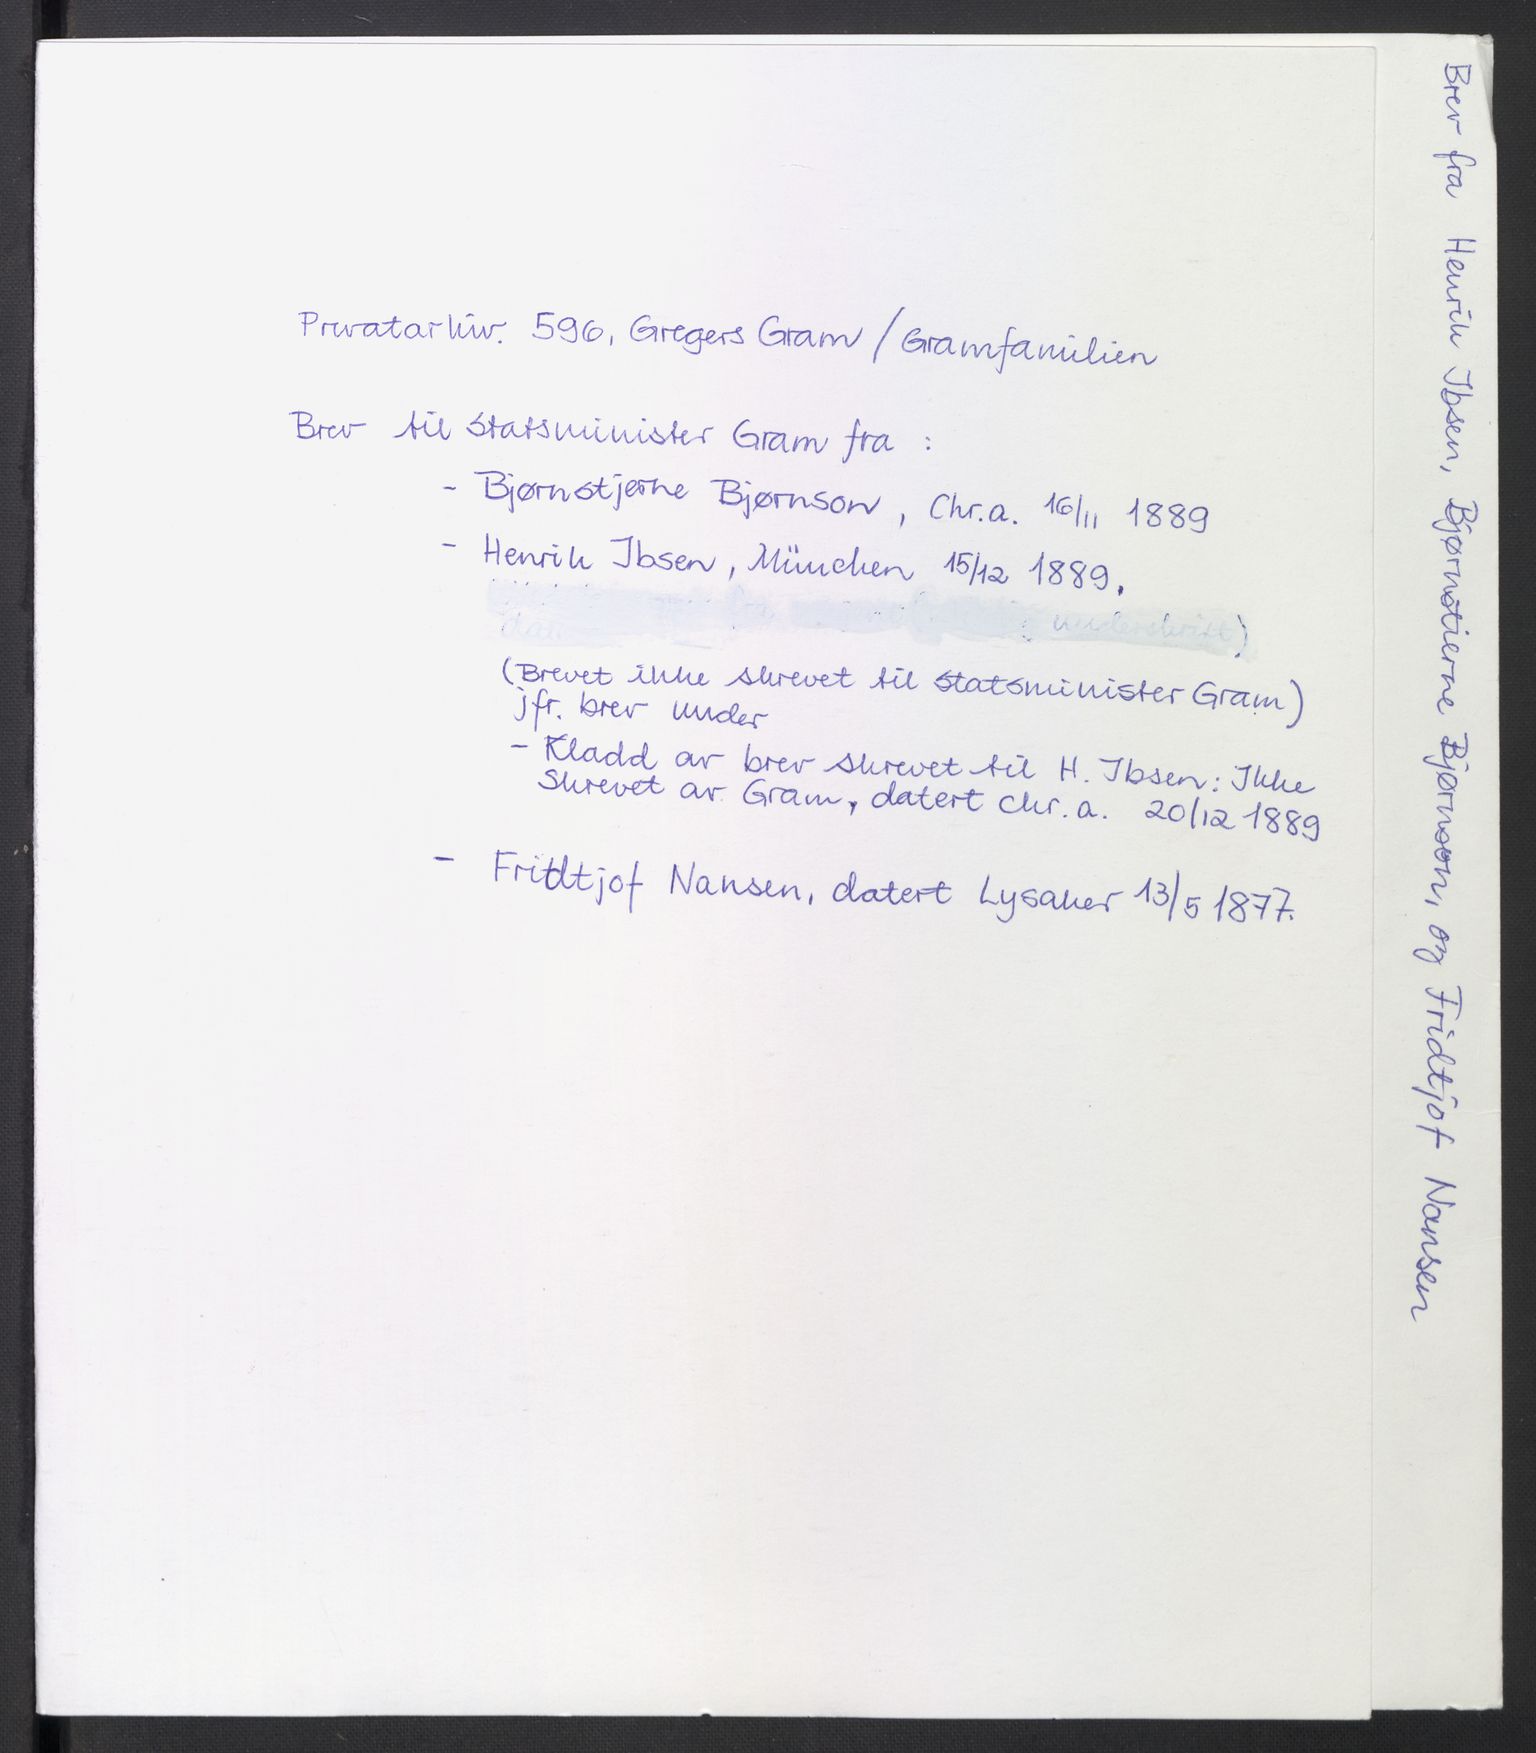 Privatarkiv. 596, Gregers Gram / Gramfamilien
Brev til statsminister Gram fra :
- Bjørnstjerne Bjørnson, Chr.a. 16/11 1889
- Henrik Ibsen, München 15/12 1889.
fra underskrift)
(Brevet ikke skrevet til statsminister Gram)
jfr. brev under
- Kladd av brev skrevet til H. Ibsen: Ikke
skrevet av Gram, datert chr.a. 20/12 1889
- Fridtjof Nansen, datert Lysaker 13/5 1877.
Brev fra Henrik Ibsen, Bjørnstierne Bjørnson, og Fridtjof Nansen